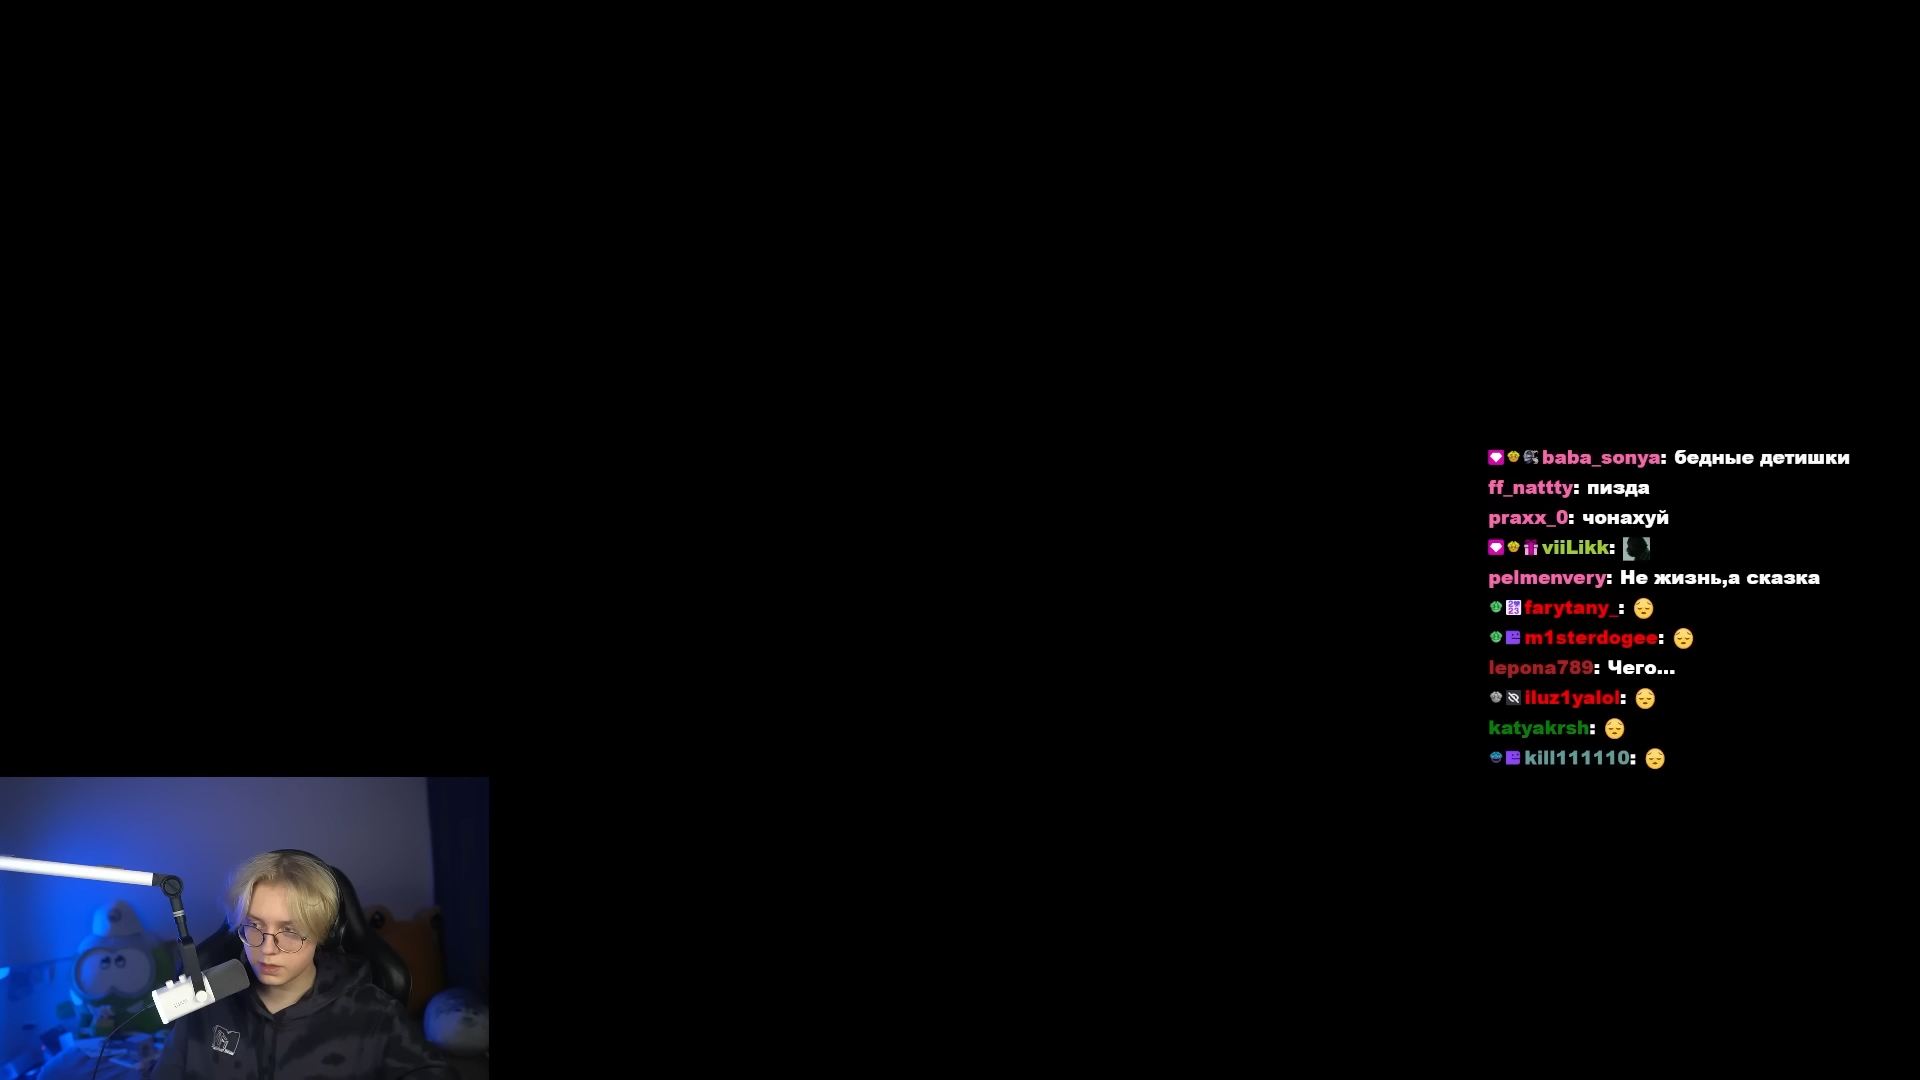 baba_sonya: бедные детишки
ff_nattty: пизда
praxx_0: чонахуй
viiLikk:
pelmenvery: Не жизнь,а сказка
farytany_: 😔
m1sterdogee: 😔
lepona789: Чего...
iluz1yalol: 😔
katyakrsh: 😔
kill111110: 😔